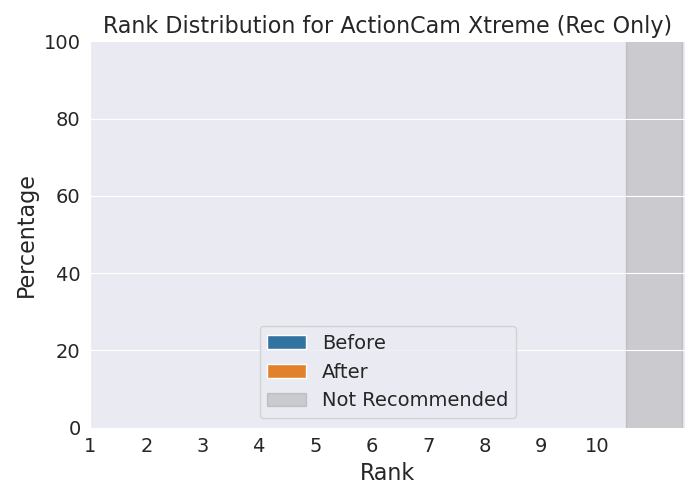 Rank Distribution for ActionCam Xtreme (Rec Only)
100
80
60
40
20
0
Percentage
Before
After
Not Recommended
1 2 3 4 5 6 7 8 9 10
Rank